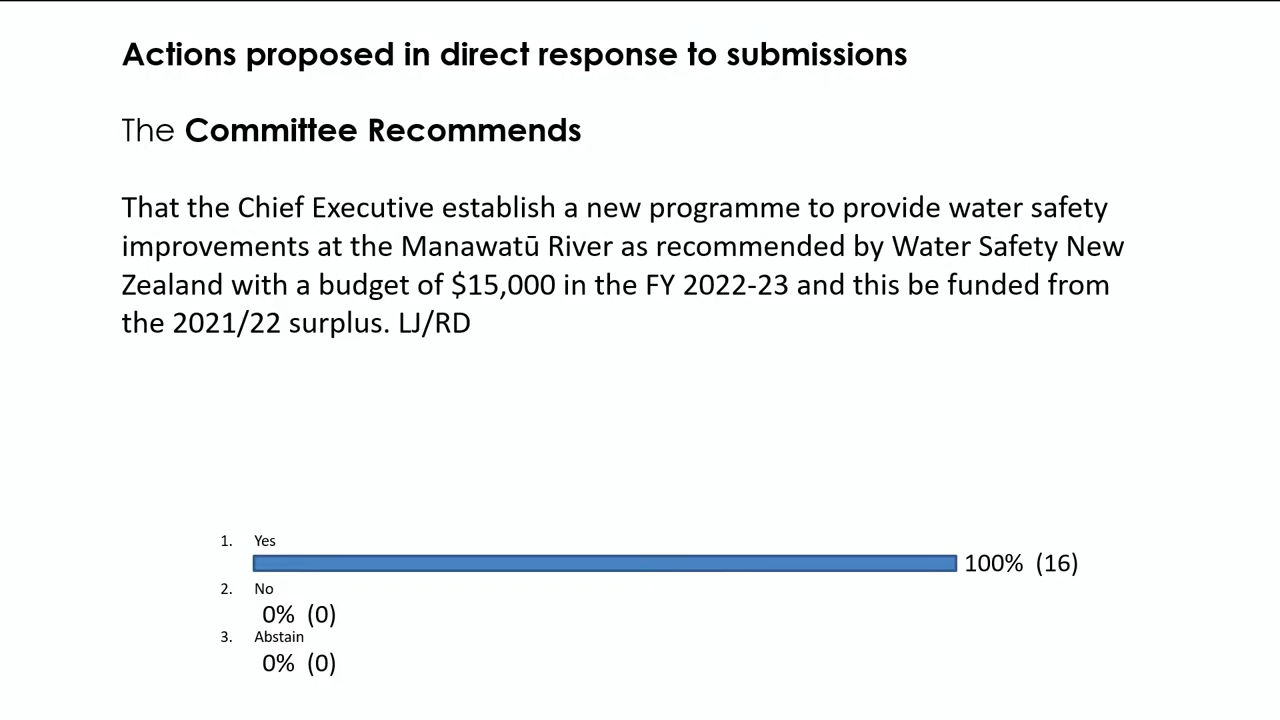 Actions proposed in direct response to submissions
The Committee Recommends
That the Chief Executive establish a new programme to provide water safety
improvements at the Manawatū River as recommended by Water Safety New
Zealand with a budget of $15,000 in the FY 2022-23 and this be funded from
the 2021/22 surplus. LJ/RD
1. Yes
100% (16)
2. No
0% (0)
3. Abstain
0% (0)